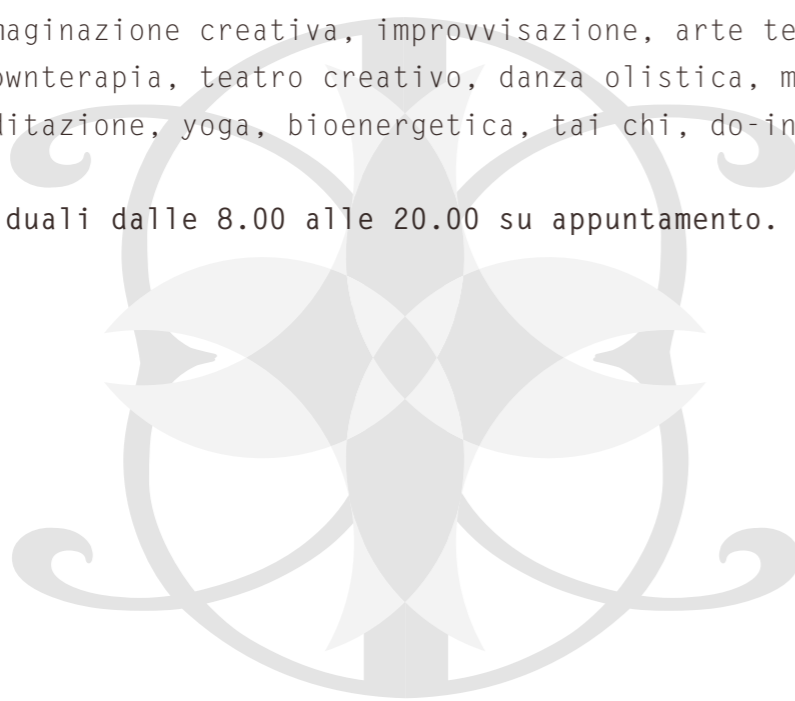 maginazione creativa, improvvisazione, arte te
ownterapia, teatro creativo, danza olistica, m
ditazione, yoga, bioenergetica, tai chi, do-in
duali dalle 8.00 alle 20.00 su appuntamento.